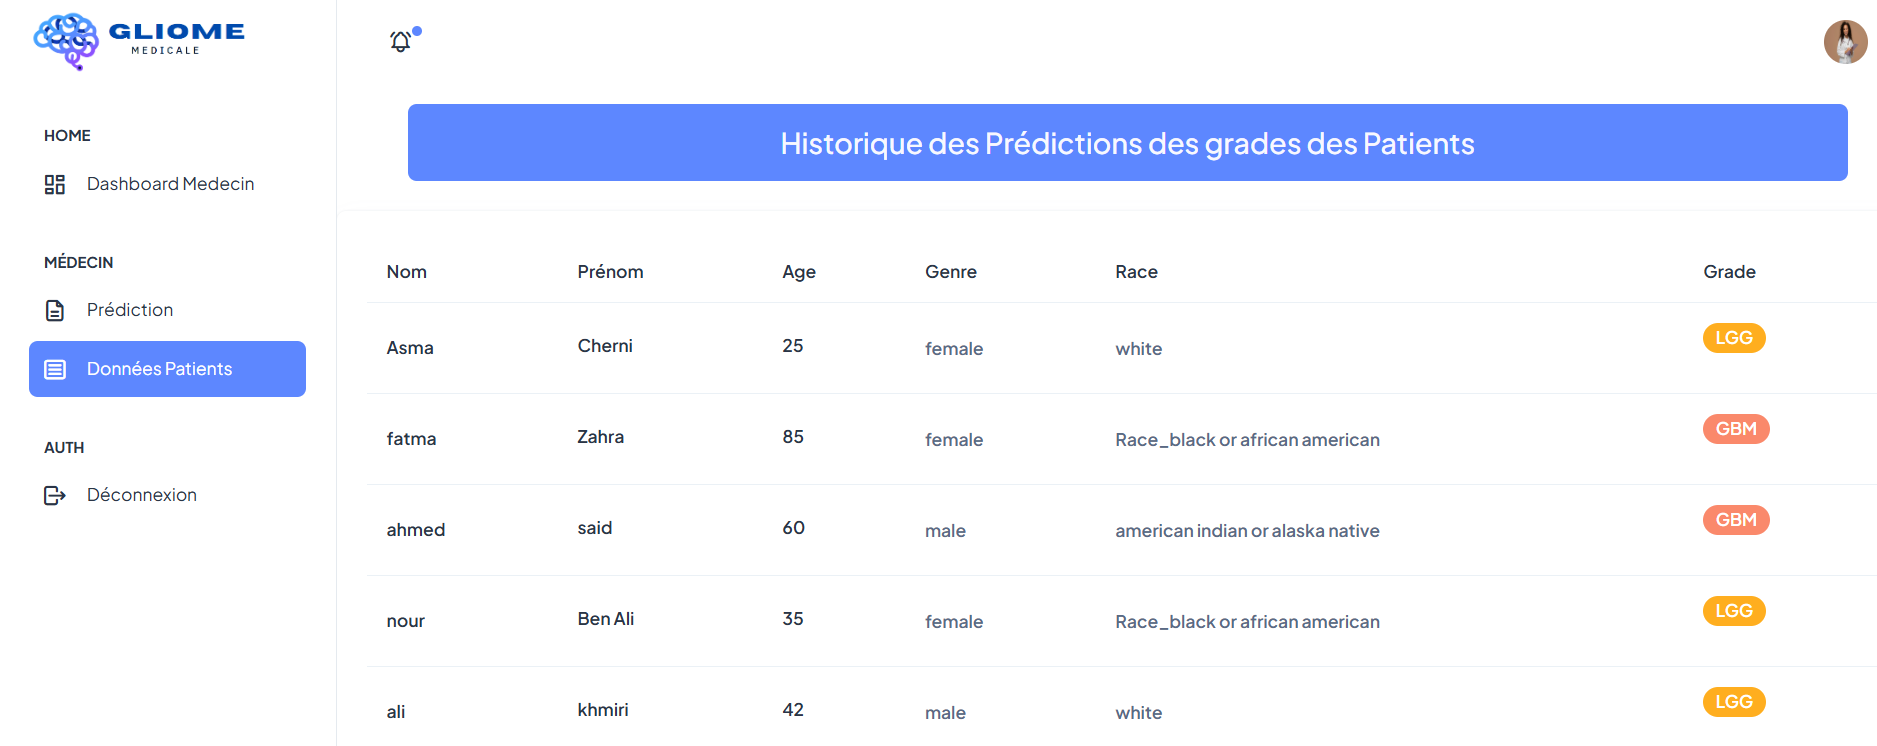 GLIOME
MEDICALE
HOME
Dashboard Medecin
MÉDECIN
Prédiction
Données Patients
AUTH
Déconnexion
Historique des Prédictions des grades des Patients
Nom Prénom Age Genre Race Grade
Asma Cherni 25 female white LGG
fatma Zahra 85 female Race_black or african american GBM
ahmed said 60 male american indian or alaska native GBM
nour Ben Ali 35 female Race_black or african american LGG
ali khmiri 42 male white LGG